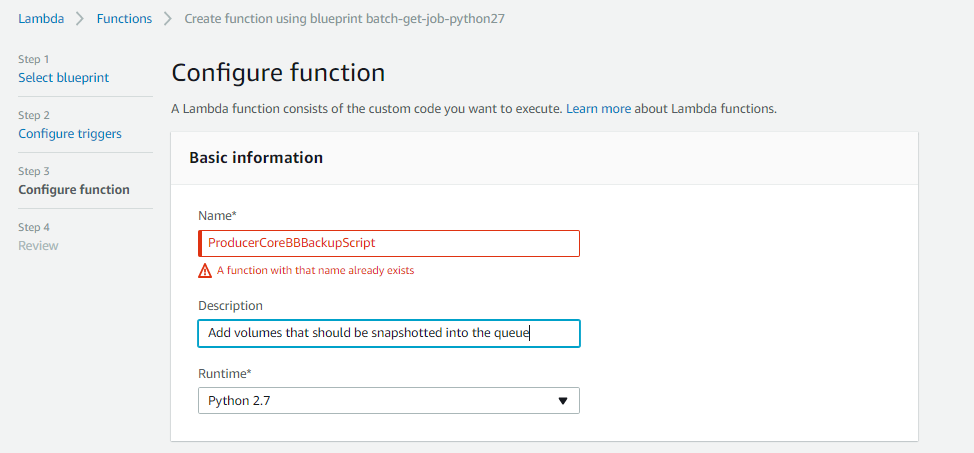 Lambda > Functions > Create function using blueprint batch-get-job-python27
Step 1
Select blueprint
Step 2
Configure triggers
Step 3
Configure function
Step 4
Review
Configure function
A Lambda function consists of the custom code you want to execute. Learn more about Lambda functions.
Basic information
Name*
ProducerCoreBBBackupScript
A function with that name already exists
Description
Add volumes that should be snapshotted into the queue
Runtime*
Python 2.7